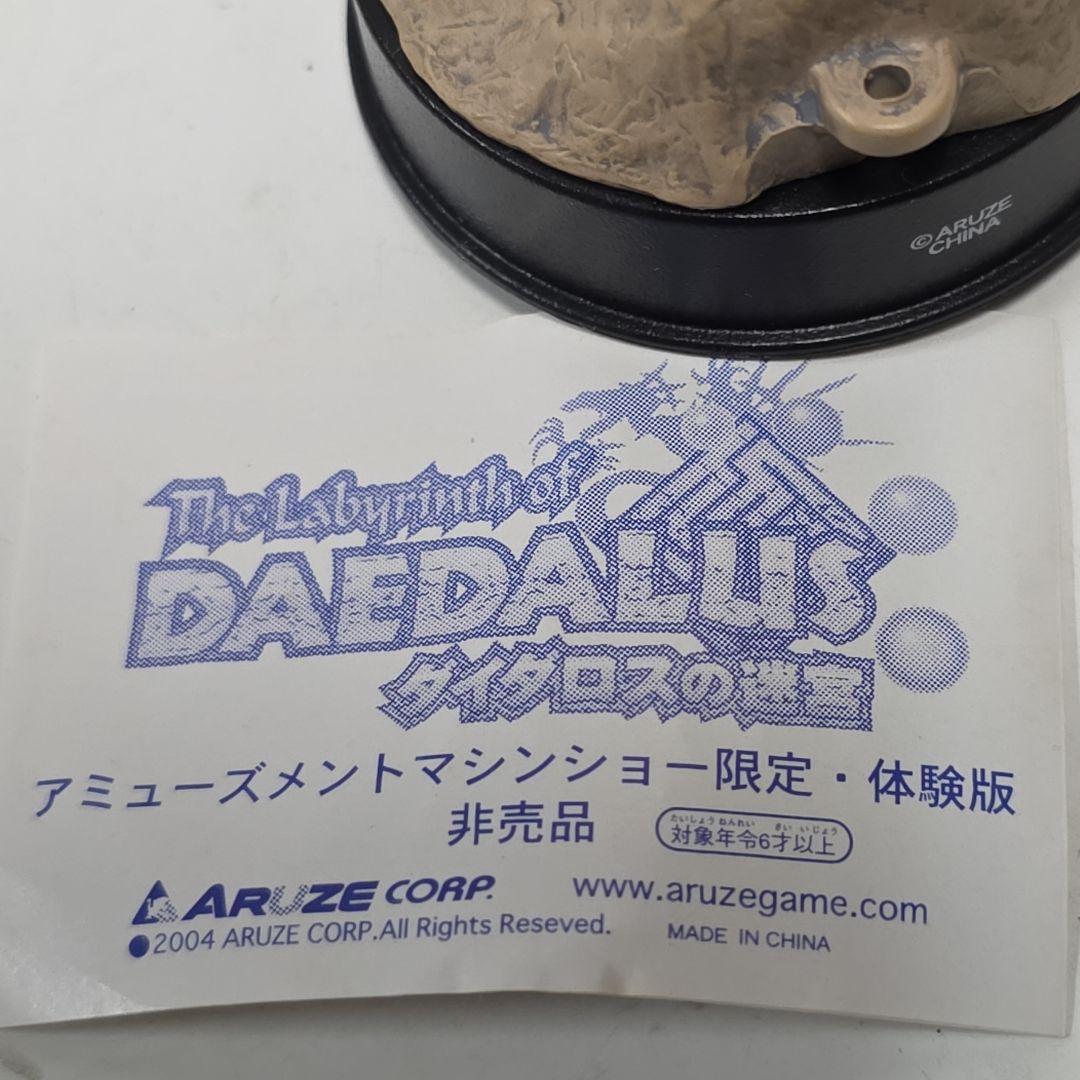 ©ARUZE
CHINA
The Labyrinth of
DAEDALUS
ダイダロスの迷宮
アミューズメントマシンショー限定・体験版
非売品
たいしょうねんれい さい いじょう
対象年令6才以上
ARUZE CORP.
www.aruzegame.com
●2004 ARUZE CORP.All Rights Reseved.
MADE IN CHINA